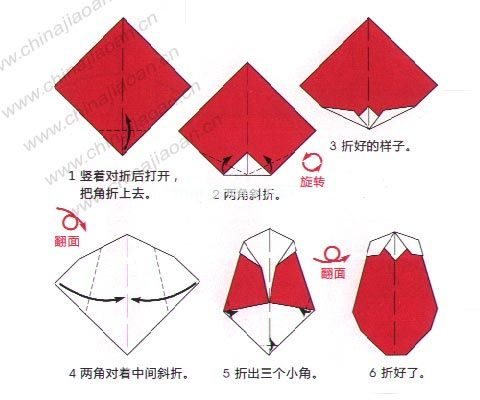 www.chinajiaoan.cn
www.chinajiaoan.cn
www.chinajiaoan.cn
1 竖着对折后打开，
把角折上去。
2 两角斜折。
旋转
3 折好的样子。
翻面
4 两角对着中间斜折。
5 折出三个小角。
翻面
6 折好了。